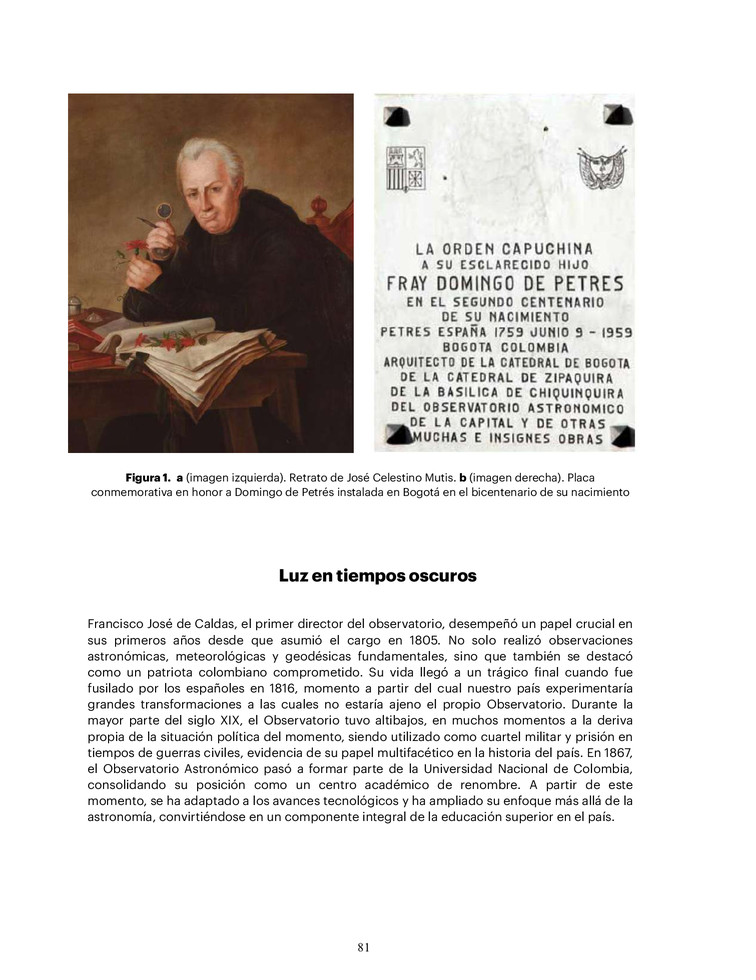 LA ORDEN CAPUCHINA
A SU ESCLARECIDO HIJO
FRAY DOMINGO DE PETRES
EN EL SEGUNDO CENTENARIO
DE SU NACIMIENTO
PETRES ESPAÑA 1759 JUNIO 9 - 1959
BOGOTA COLOMBIA
ARQUITECTO DE LA CATEDRAL DE BOGOTA
DE LA CATEDRAL DE ZIPAQUIRA
DE LA BASILICA DE CHIQUINQUIRA
DEL OBSERVATORIO ASTRONOMICO
DE LA CAPITAL Y DE OTRAS
MUCHAS E INSIGNES OBRAS
Figura 1. a (imagen izquierda). Retrato de José Celestino Mutis. b (imagen derecha). Placa
conmemorativa en honor a Domingo de Petrés instalada en Bogotá en el bicentenario de su nacimiento
Luz en tiempos oscuros
Francisco José de Caldas, el primer director del observatorio, desempeñó un papel crucial en
sus primeros años desde que asumió el cargo en 1805. No solo realizó observaciones
astronómicas, meteorológicas y geodésicas fundamentales, sino que también se destacó
como un patriota colombiano comprometido. Su vida llegó a un trágico final cuando fue
fusilado por los españoles en 1816, momento a partir del cual nuestro país experimentaría
grandes transformaciones a las cuales no estaría ajeno el propio Observatorio. Durante la
mayor parte del siglo XIX, el Observatorio tuvo altibajos, en muchos momentos a la deriva
propia de la situación política del momento, siendo utilizado como cuartel militar y prisión en
tiempos de guerras civiles, evidencia de su papel multifacético en la historia del país. En 1867,
el Observatorio Astronómico pasó a formar parte de la Universidad Nacional de Colombia,
consolidando su posición como un centro académico de renombre. A partir de este
momento, se ha adaptado a los avances tecnológicos y ha ampliado su enfoque más allá de la
astronomía, convirtiéndose en un componente integral de la educación superior en el país.
81